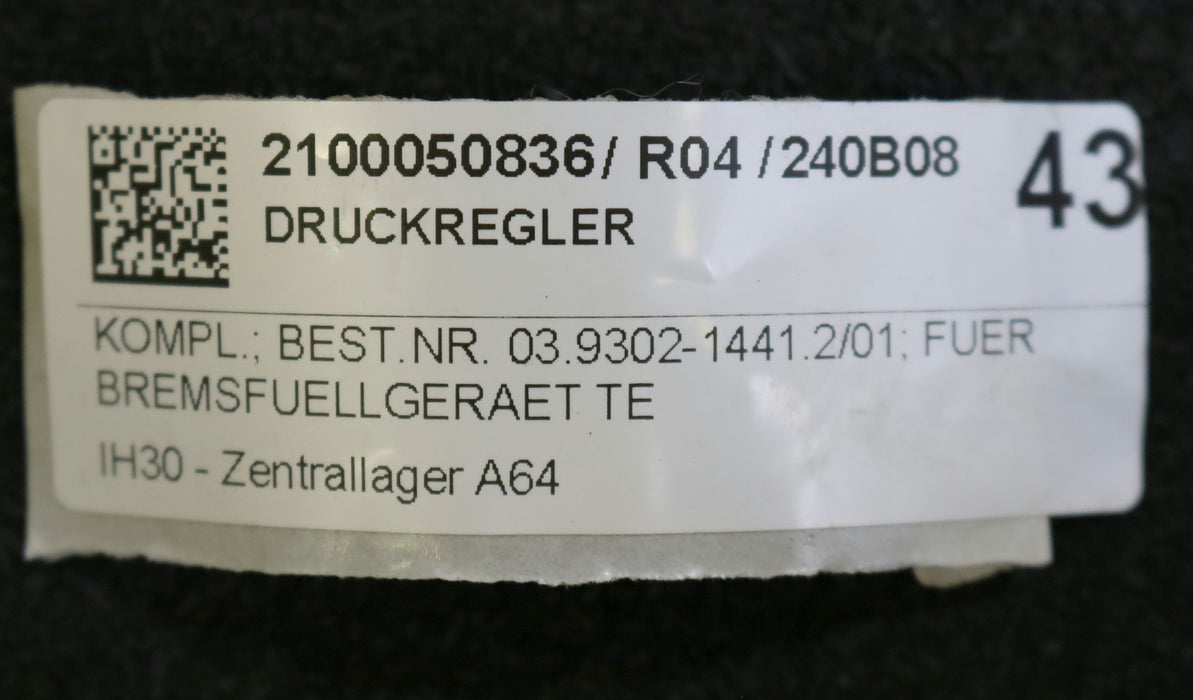 2100050836/ R04 /240B08
43
DRUCKREGLER
KOMPL.; BEST.NR. 03.9302-1441.2/01; FUER
BREMSFUELLGERAET TE
IH30 - Zentrallager A64